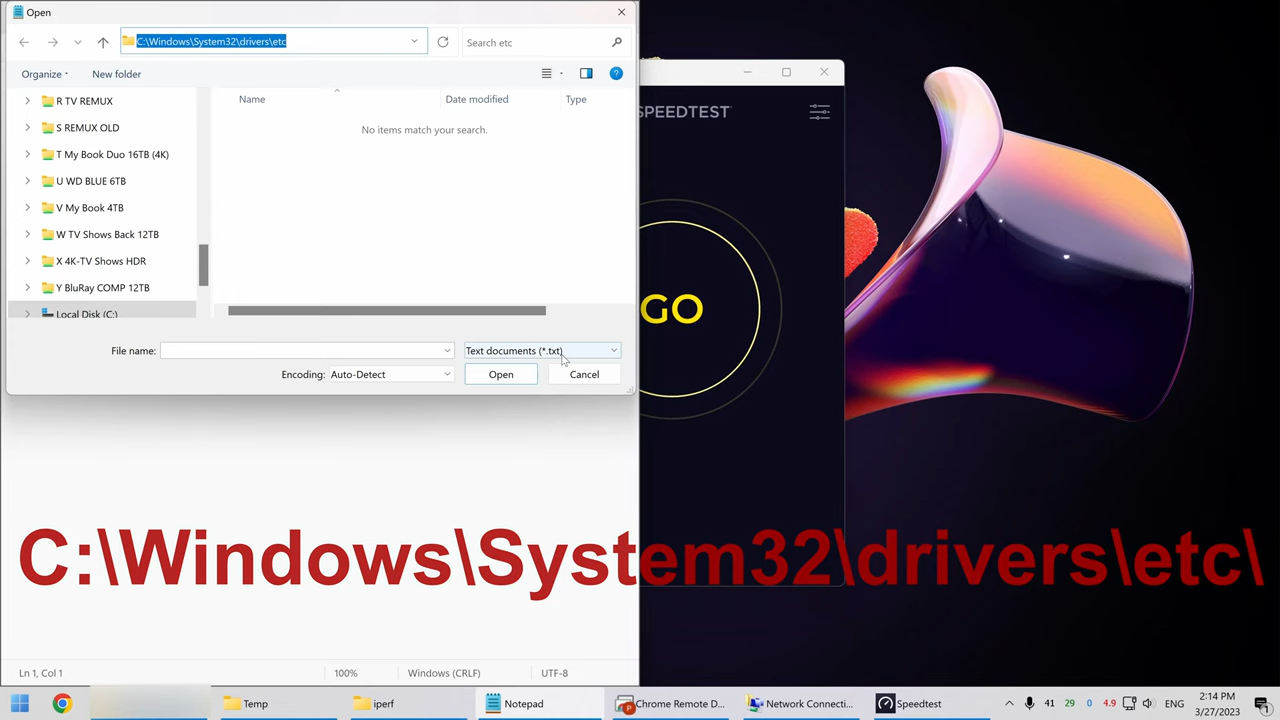 Open
C:\Windows\System32\drivers\etc
Search etc
Organize
New folder
Name
Date modified
Type
No items match your search.
R TV REMUX
S REMUX OLD
T My Book Duo 16TB (4K)
U WD BLUE 6TB
V My Book 4TB
W TV Shows Back 12TB
X 4K-TV Shows HDR
Y BluRay COMP 12TB
Local Disk (C:)
File name:
Text documents (*.txt)
Encoding:
Auto-Detect
Open
Cancel
SPEEDTEST
GO
C:\Windows\System32\drivers\etc\
Ln 1, Col 1
100%
Windows (CRLF)
UTF-8
Temp
iperf
Notepad
Chrome Remote D...
Network Connecti...
Speedtest
41 29 0 4.9
ENG
2:14 PM
3/27/2023
1